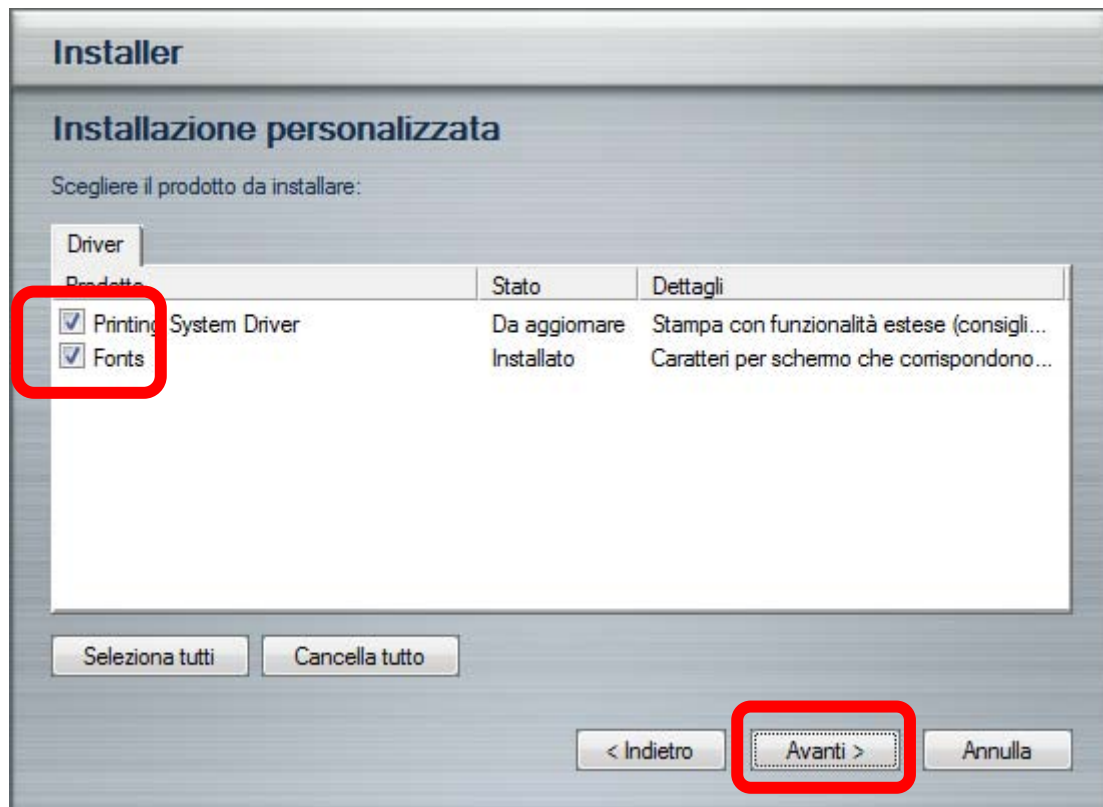 Installer
Installazione personalizzata
Scegliere il prodotto da installare:
Driver
Prodotto Stato Dettagli
Printing System Driver Da aggiornare Stampa con funzionalità estese (consigli...
Fonts Installato Caratteri per schermo che corrispondono...
Seleziona tutti Cancella tutto
< Indietro Avanti > Annulla